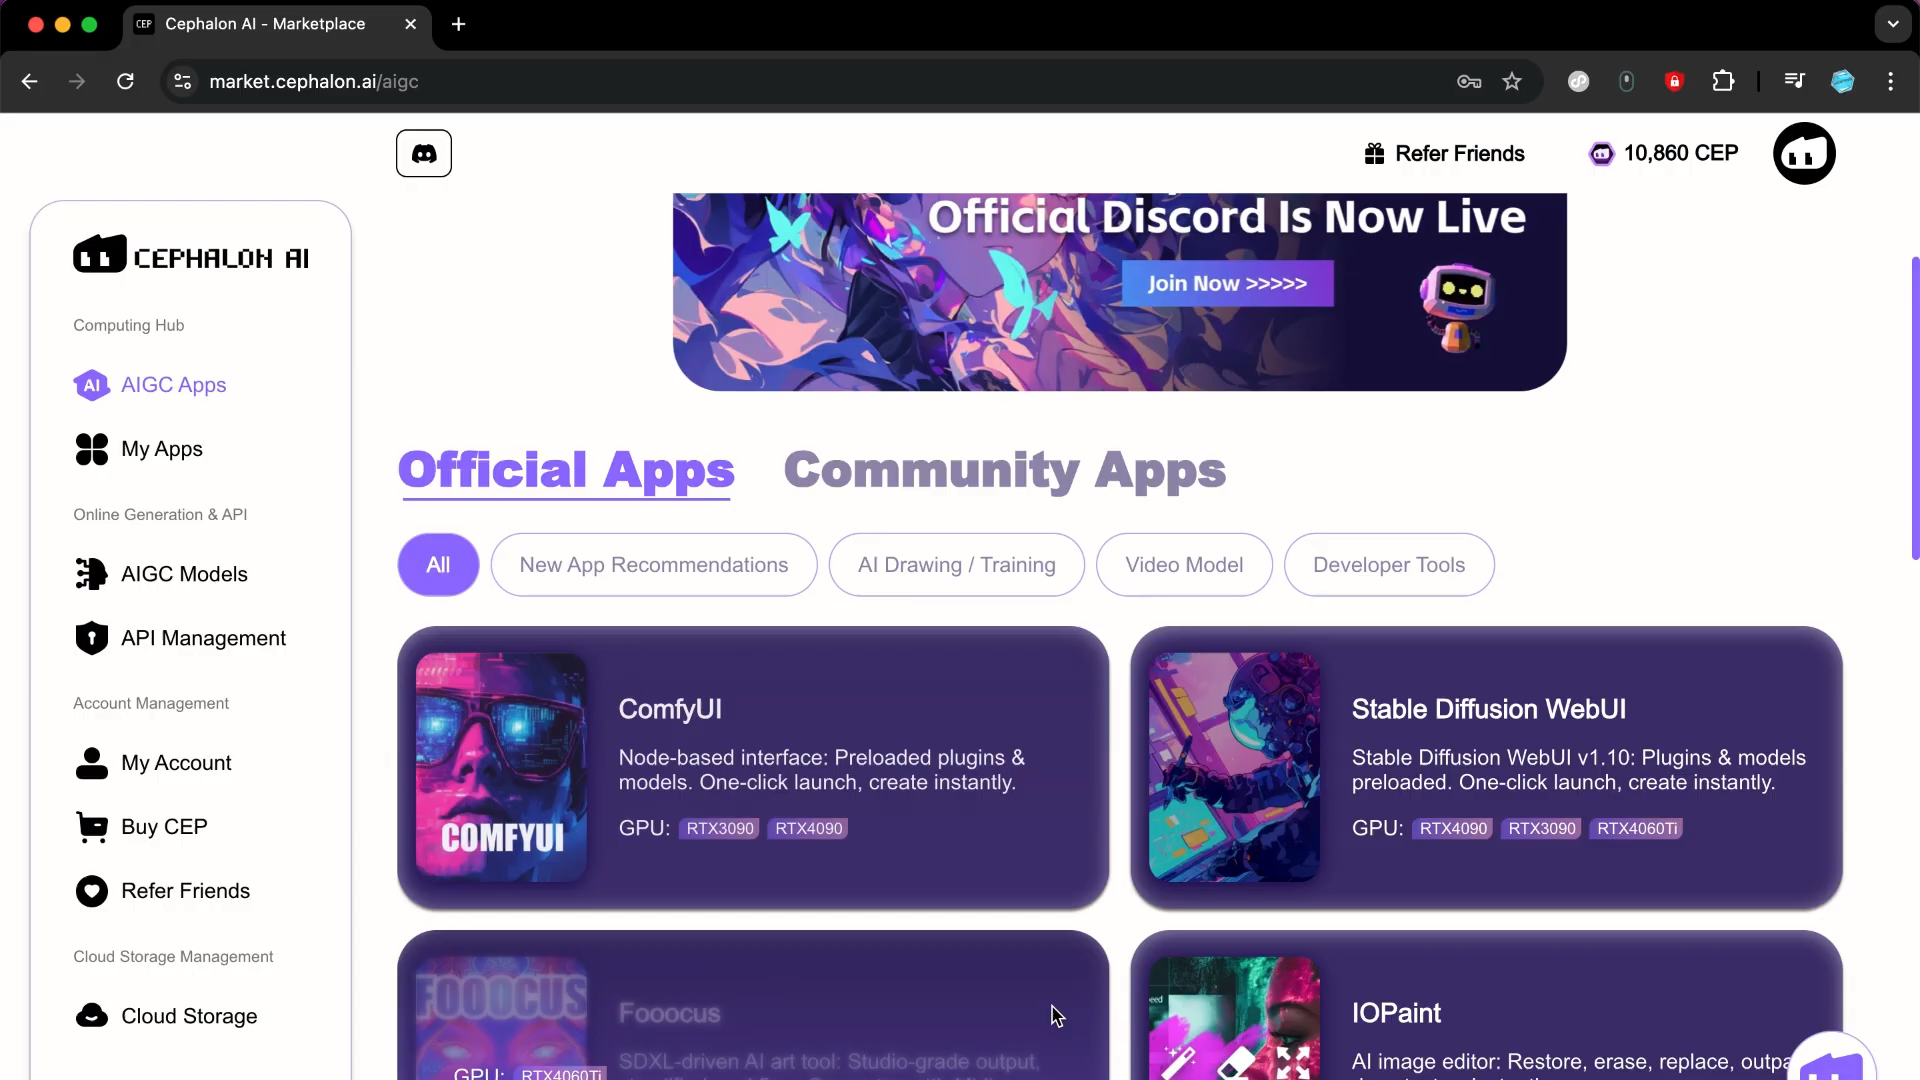 CEP Cephalon AI - Marketplace
market.cephalon.ai/aigc
Refer Friends
10,860 CEP
Official Discord Is Now Live
Join Now >>>>>
CEPHALON AI
Computing Hub
AI AIGC Apps
My Apps
Online Generation & API
AIGC Models
API Management
Account Management
My Account
Buy CEP
Refer Friends
Cloud Storage Management
Cloud Storage
Official Apps Community Apps
All New App Recommendations AI Drawing / Training Video Model Developer Tools
COMFYUI
ComfyUI
Node-based interface: Preloaded plugins &
models. One-click launch, create instantly.
GPU: RTX3090 RTX4090
Stable Diffusion WebUI
Stable Diffusion WebUI v1.10: Plugins & models
preloaded. One-click launch, create instantly.
GPU: RTX4090 RTX3090 RTX4060Ti
FOOOCUS
Fooocus
SDXL-driven AI art tool: Studio-grade output,
GPU: RTX4060Ti
IOPaint
AI image editor: Restore, erase, replace, outpa